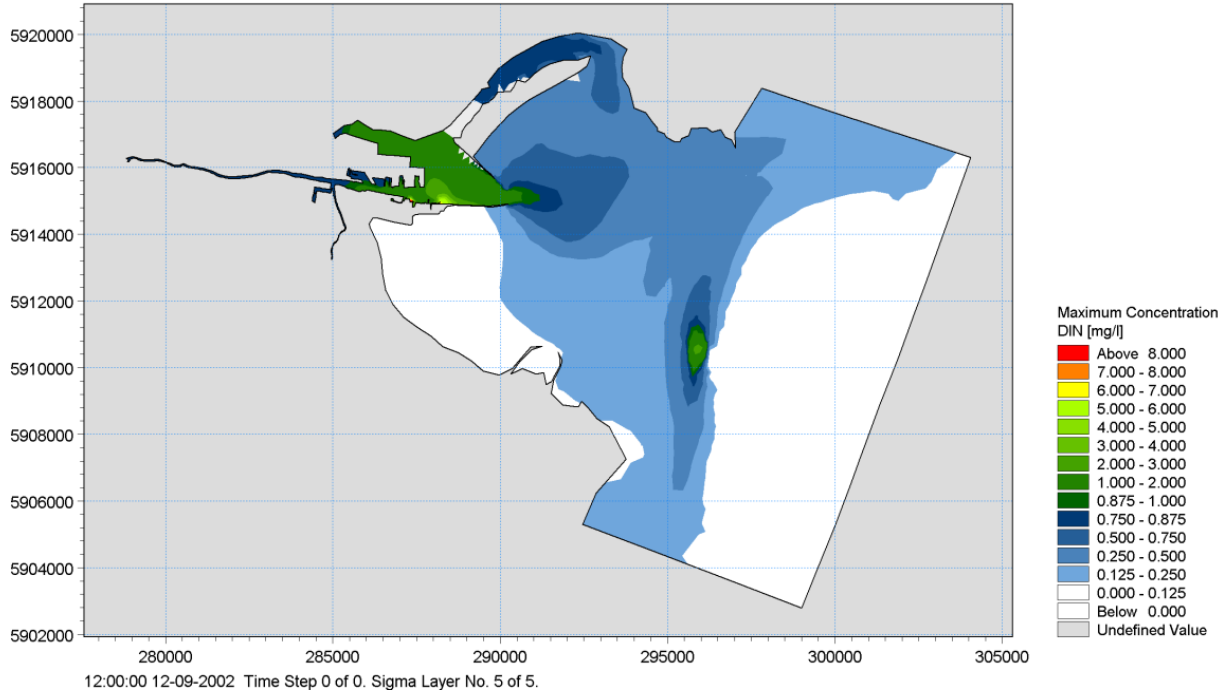 5920000
5918000
5916000
5914000
5912000
5910000
5908000
5906000
5904000
5902000
280000 285000 290000 295000 300000 305000
12:00:00 12-09-2002 Time Step 0 of 0. Sigma Layer No. 5 of 5.
Maximum Concentration
DIN [mg/l]
Above 8.000
7.000 - 8.000
6.000 - 7.000
5.000 - 6.000
4.000 - 5.000
3.000 - 4.000
2.000 - 3.000
1.000 - 2.000
0.875 - 1.000
0.750 - 0.875
0.500 - 0.750
0.250 - 0.500
0.125 - 0.250
0.000 - 0.125
Below 0.000
Undefined Value